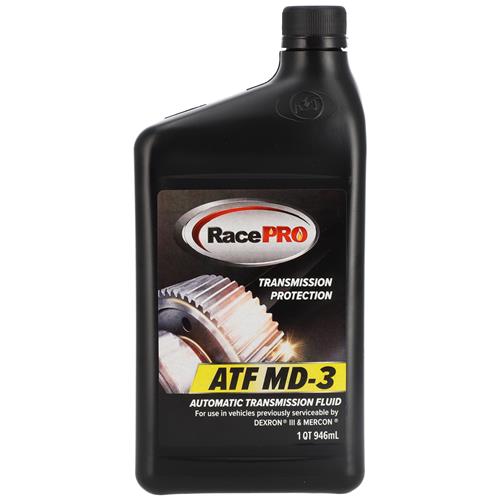 RacePRO
TRANSMISSION
PROTECTION
ATF MD-3
AUTOMATIC TRANSMISSION FLUID
For use in vehicles previously serviceable by
DEXRON® III & MERCON®
1 QT 946mL